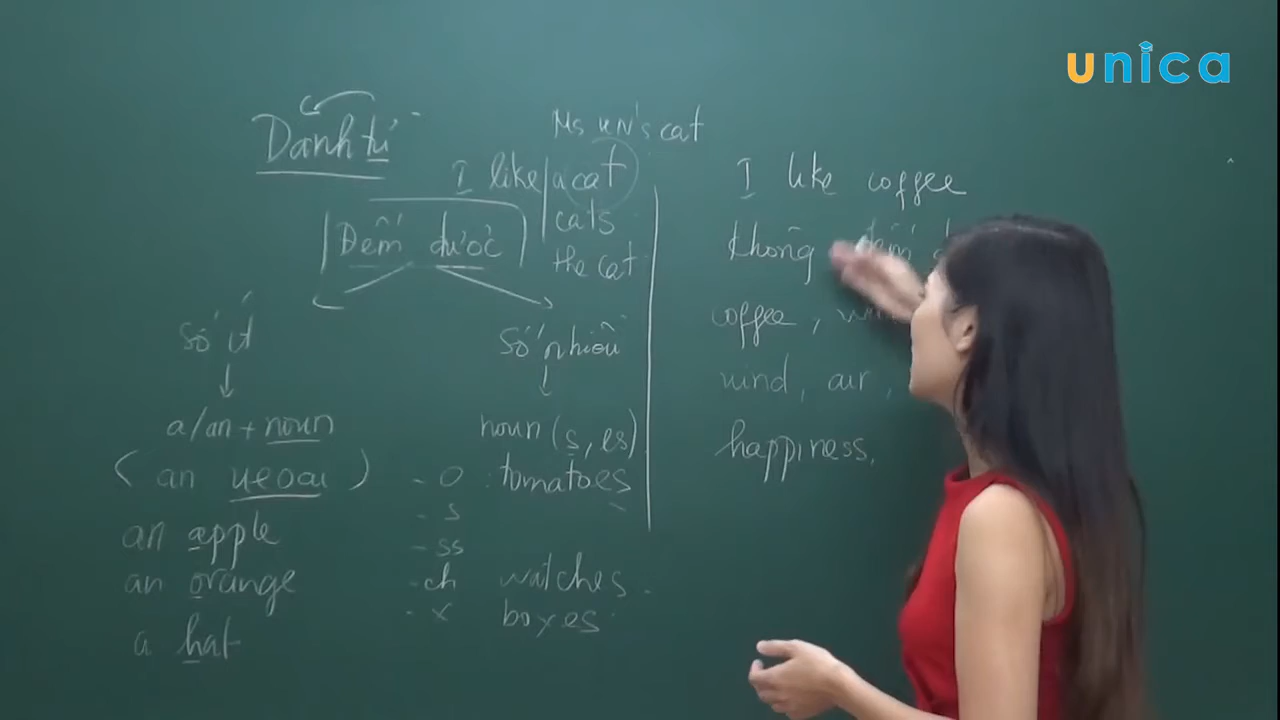 unica
Danh từ
Ms UN's cat
I like a cat
cats
the cat
Đếm được
số ít
số nhiều
a/an + noun
noun (s, es)
(an ueoai)
an apple
an orange
a hat
- o : tomatoes
- s
- ss
- ch watches
- x boxes
I like coffee
không đếm đ
coffee,
wind, air,
happiness,